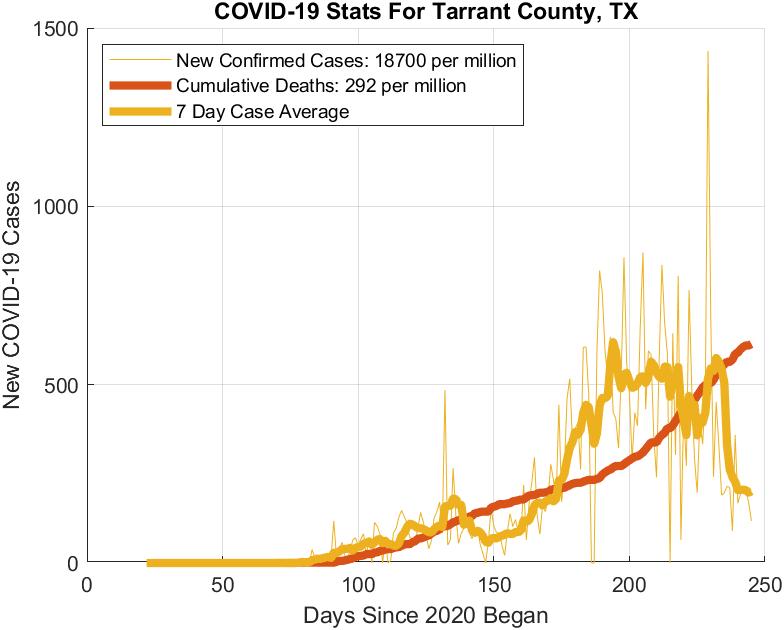 COVID-19 Stats For Tarrant County, TX
New Confirmed Cases: 18700 per million
Cumulative Deaths: 292 per million
7 Day Case Average
New COVID-19 Cases
1500
1000
500
0
0 50 100 150 200 250
Days Since 2020 Began